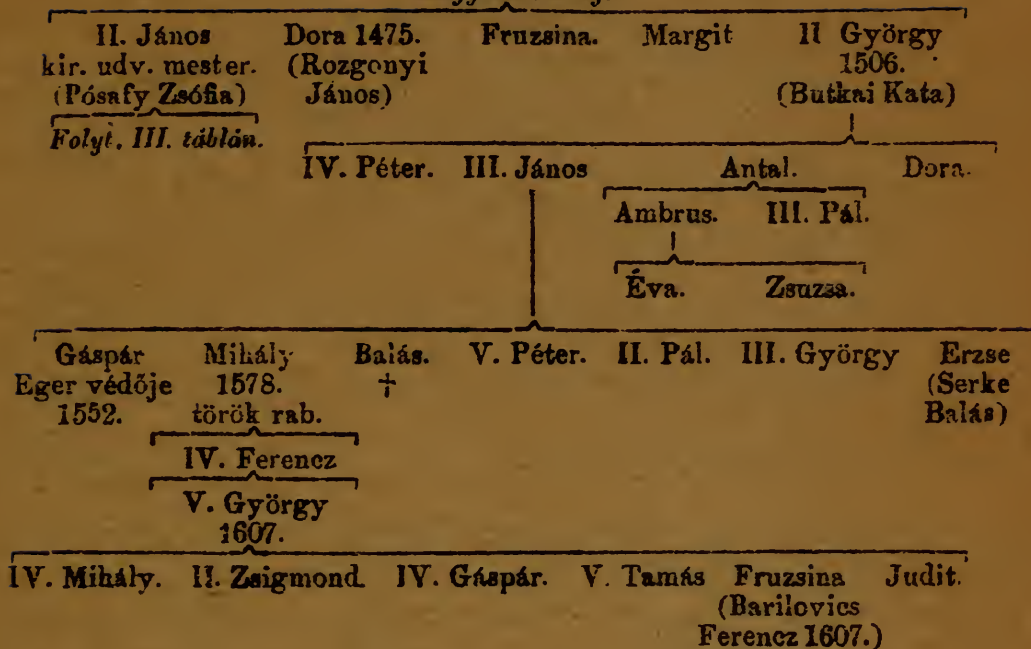 II. János Dora 1475. Fruzsina. Margit II György
kir. udv. mester. (Rozgonyi 1506.
(Pósafy Zsófia) János) (Butkai Kata)
Folyt. III. táblán.
IV. Péter. III. János Antal. Dora.
Ambrus. III. Pál.
Éva. Zsuzsa.
Gáspár Mihály Balás. V. Péter. II. Pál. III. György Erzse
Eger védője 1578. † (Serke
1552. török rab. Balás)
IV. Ferencz
V. György
1607.
IV. Mihály. II. Zsigmond IV. Gáspár. V. Tamás Fruzsina Judit.
(Barilovics
Ferencz 1607.)